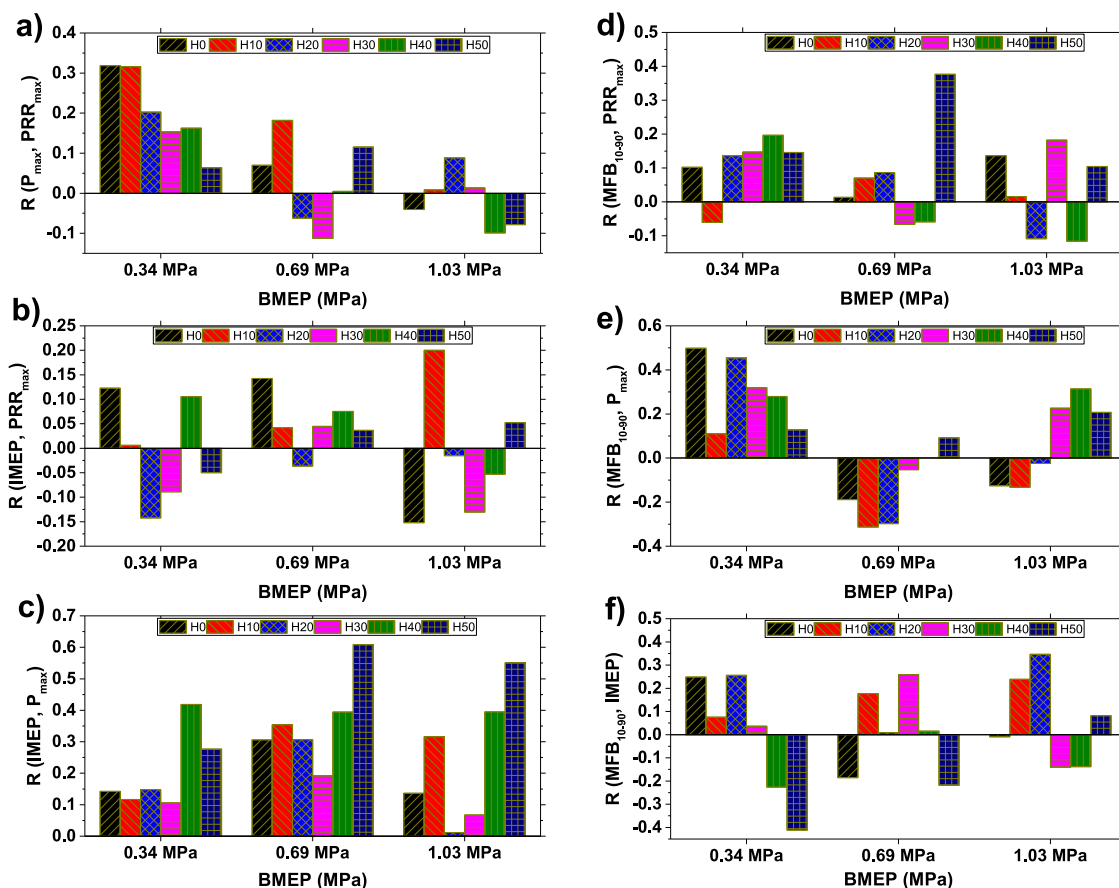 a)
H0 H10 H20 H30 H40 H50
R (P_max, PRR_max)
0.4
0.3
0.2
0.1
0.0
-0.1
0.34 MPa 0.69 MPa 1.03 MPa
BMEP (MPa)
b)
H0 H10 H20 H30 H40 H50
R (IMEP, PRR_max)
0.25
0.20
0.15
0.10
0.05
0.00
-0.05
-0.10
-0.15
-0.20
0.34 MPa 0.69 MPa 1.03 MPa
BMEP (MPa)
c)
H0 H10 H20 H30 H40 H50
R (IMEP, P_max)
0.7
0.6
0.5
0.4
0.3
0.2
0.1
0.0
0.34 MPa 0.69 MPa 1.03 MPa
BMEP (MPa)
d)
H0 H10 H20 H30 H40 H50
R (MFB_10-90, PRR_max)
0.5
0.4
0.3
0.2
0.1
0.0
-0.1
0.34 MPa 0.69 MPa 1.03 MPa
BMEP (MPa)
e)
H0 H10 H20 H30 H40 H50
R (MFB_10-90, P_max)
0.6
0.4
0.2
0.0
-0.2
-0.4
0.34 MPa 0.69 MPa 1.03 MPa
BMEP (MPa)
f)
H0 H10 H20 H30 H40 H50
R (MFB_10-90, IMEP)
0.5
0.4
0.3
0.2
0.1
0.0
-0.1
-0.2
-0.3
-0.4
0.34 MPa 0.69 MPa 1.03 MPa
BMEP (MPa)